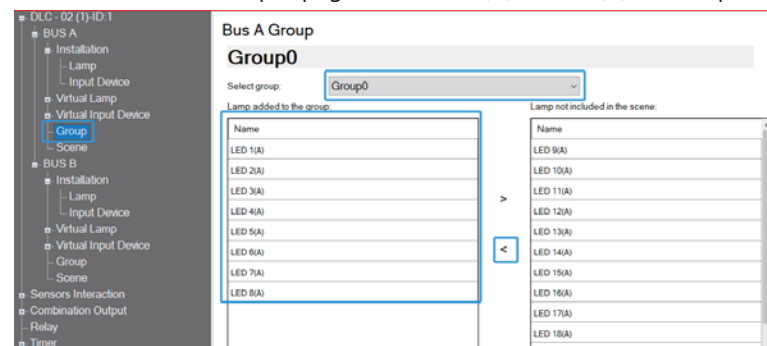 DLC - 02 (1)-ID:1
BUS A
Installation
Lamp
Input Device
Virtual Lamp
Virtual Input Device
Group
Scene
BUS B
Installation
Lamp
Input Device
Virtual Lamp
Virtual Input Device
Group
Scene
Sensors Interaction
Combination Output
Relay
Timer
Bus A Group
Group0
Select group: Group0
Lamp added to the group:
Name
LED 1(A)
LED 2(A)
LED 3(A)
LED 4(A)
LED 5(A)
LED 6(A)
LED 7(A)
LED 8(A)
>
<
Lamp not included in the scene:
Name
LED 9(A)
LED 10(A)
LED 11(A)
LED 12(A)
LED 13(A)
LED 14(A)
LED 15(A)
LED 16(A)
LED 17(A)
LED 18(A)